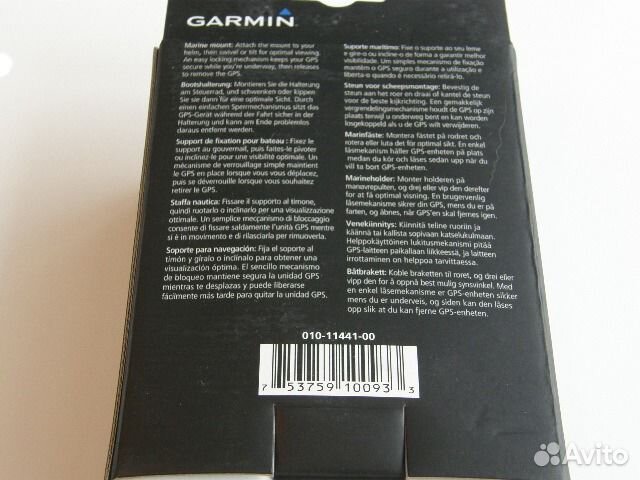 GARMIN
Marine mount: Attach the mount to your
helm, then swivel or tilt for optimal viewing.
An easy locking mechanism keeps your GPS
secure while you're underway, then releases
to remove the GPS.
Bootshalterung: Montieren Sie die Halterung
am Steuerrad, und schwenken oder kippen
Sie sie dann für eine optimale Sicht. Durch
einen einfachen Sperrmechanismus sitzt das
GPS-Gerät während der Fahrt sicher in der
Halterung und kann am Ende problemlos
daraus entfernt werden.
Support de fixation pour bateau : Fixez le
support au gouvernail, puis faites-le pivoter
ou inclinez-le pour une visibilité optimale. Un
mécanisme de verrouillage simple maintient
le GPS en place lorsque vous vous déplacez,
puis se déverrouille lorsque vous souhaitez
retirer le GPS.
Staffa nautica: Fissare il supporto al timone,
quindi ruotarlo o inclinarlo per una visualizzazione
ottimale. Un semplice meccanismo di bloccaggio
consente di fissare saldamente l'unità GPS mentre
si è in movimento e di rilasciarla per rimuoverla.
Soporte para navegación: Fija el soporte al
timón y gíralo o inclínalo para obtener una
visualización óptima. El sencillo mecanismo
de bloqueo mantiene segura la unidad GPS
mientras te desplazas y puede liberarse
fácilmente más tarde para quitar la unidad GPS.
Suporte marítimo: Fixe o suporte ao seu leme
e gire-o ou incline-o de forma a garantir melhor
visibilidade. Um simples mecanismo de fixação
mantém o GPS seguro durante a utilização e
liberta-o quando é necessário retirá-lo.
Steun voor scheepsmontage: Bevestig de
steun aan het roer en draai of kantel de steun
voor de beste kijkrichting. Een gemakkelijk
vergrendelingsmechanisme houdt de GPS op zijn
plaats terwijl u onderweg bent en kan worden
losgekoppeld als u de GPS wilt verwijderen.
Marinfäste: Montera fästet på rodret och
rotera eller luta det för optimal sikt. En enkel
låsmekanism håller GPS-enheten på plats
medan du kör och låses sedan upp när du
vill ta bort GPS-enheten.
Marineholder: Monter holderen på
manøvrepulten, og drej eller vip den derefter
for at få optimal visning. En brugervenlig
låsemekanisme sikrer din GPS, mens du er på
farten, og åbnes, når GPS'en skal fjernes igen.
Venekiinnitys: Kiinnitä teline ruoriin ja
käännä tai kallista sopivaan katselukulmaan.
Helppokäyttöinen lukitusmekanismi pitää
GPS-laitteen paikallaan liikkeessä, ja laitteen
irrottaminen on helppoa tarvittaessa.
Båtbrakett: Koble braketten til roret, og drei eller
vipp den for å oppnå best mulig synsvinkel. Med
en enkel låsemekanisme er GPS-enheten sikker
mens du er underveis, og siden kan den låses
opp slik at du kan fjerne GPS-enheten.
010-11441-00
7 53759 10093 3
Avito